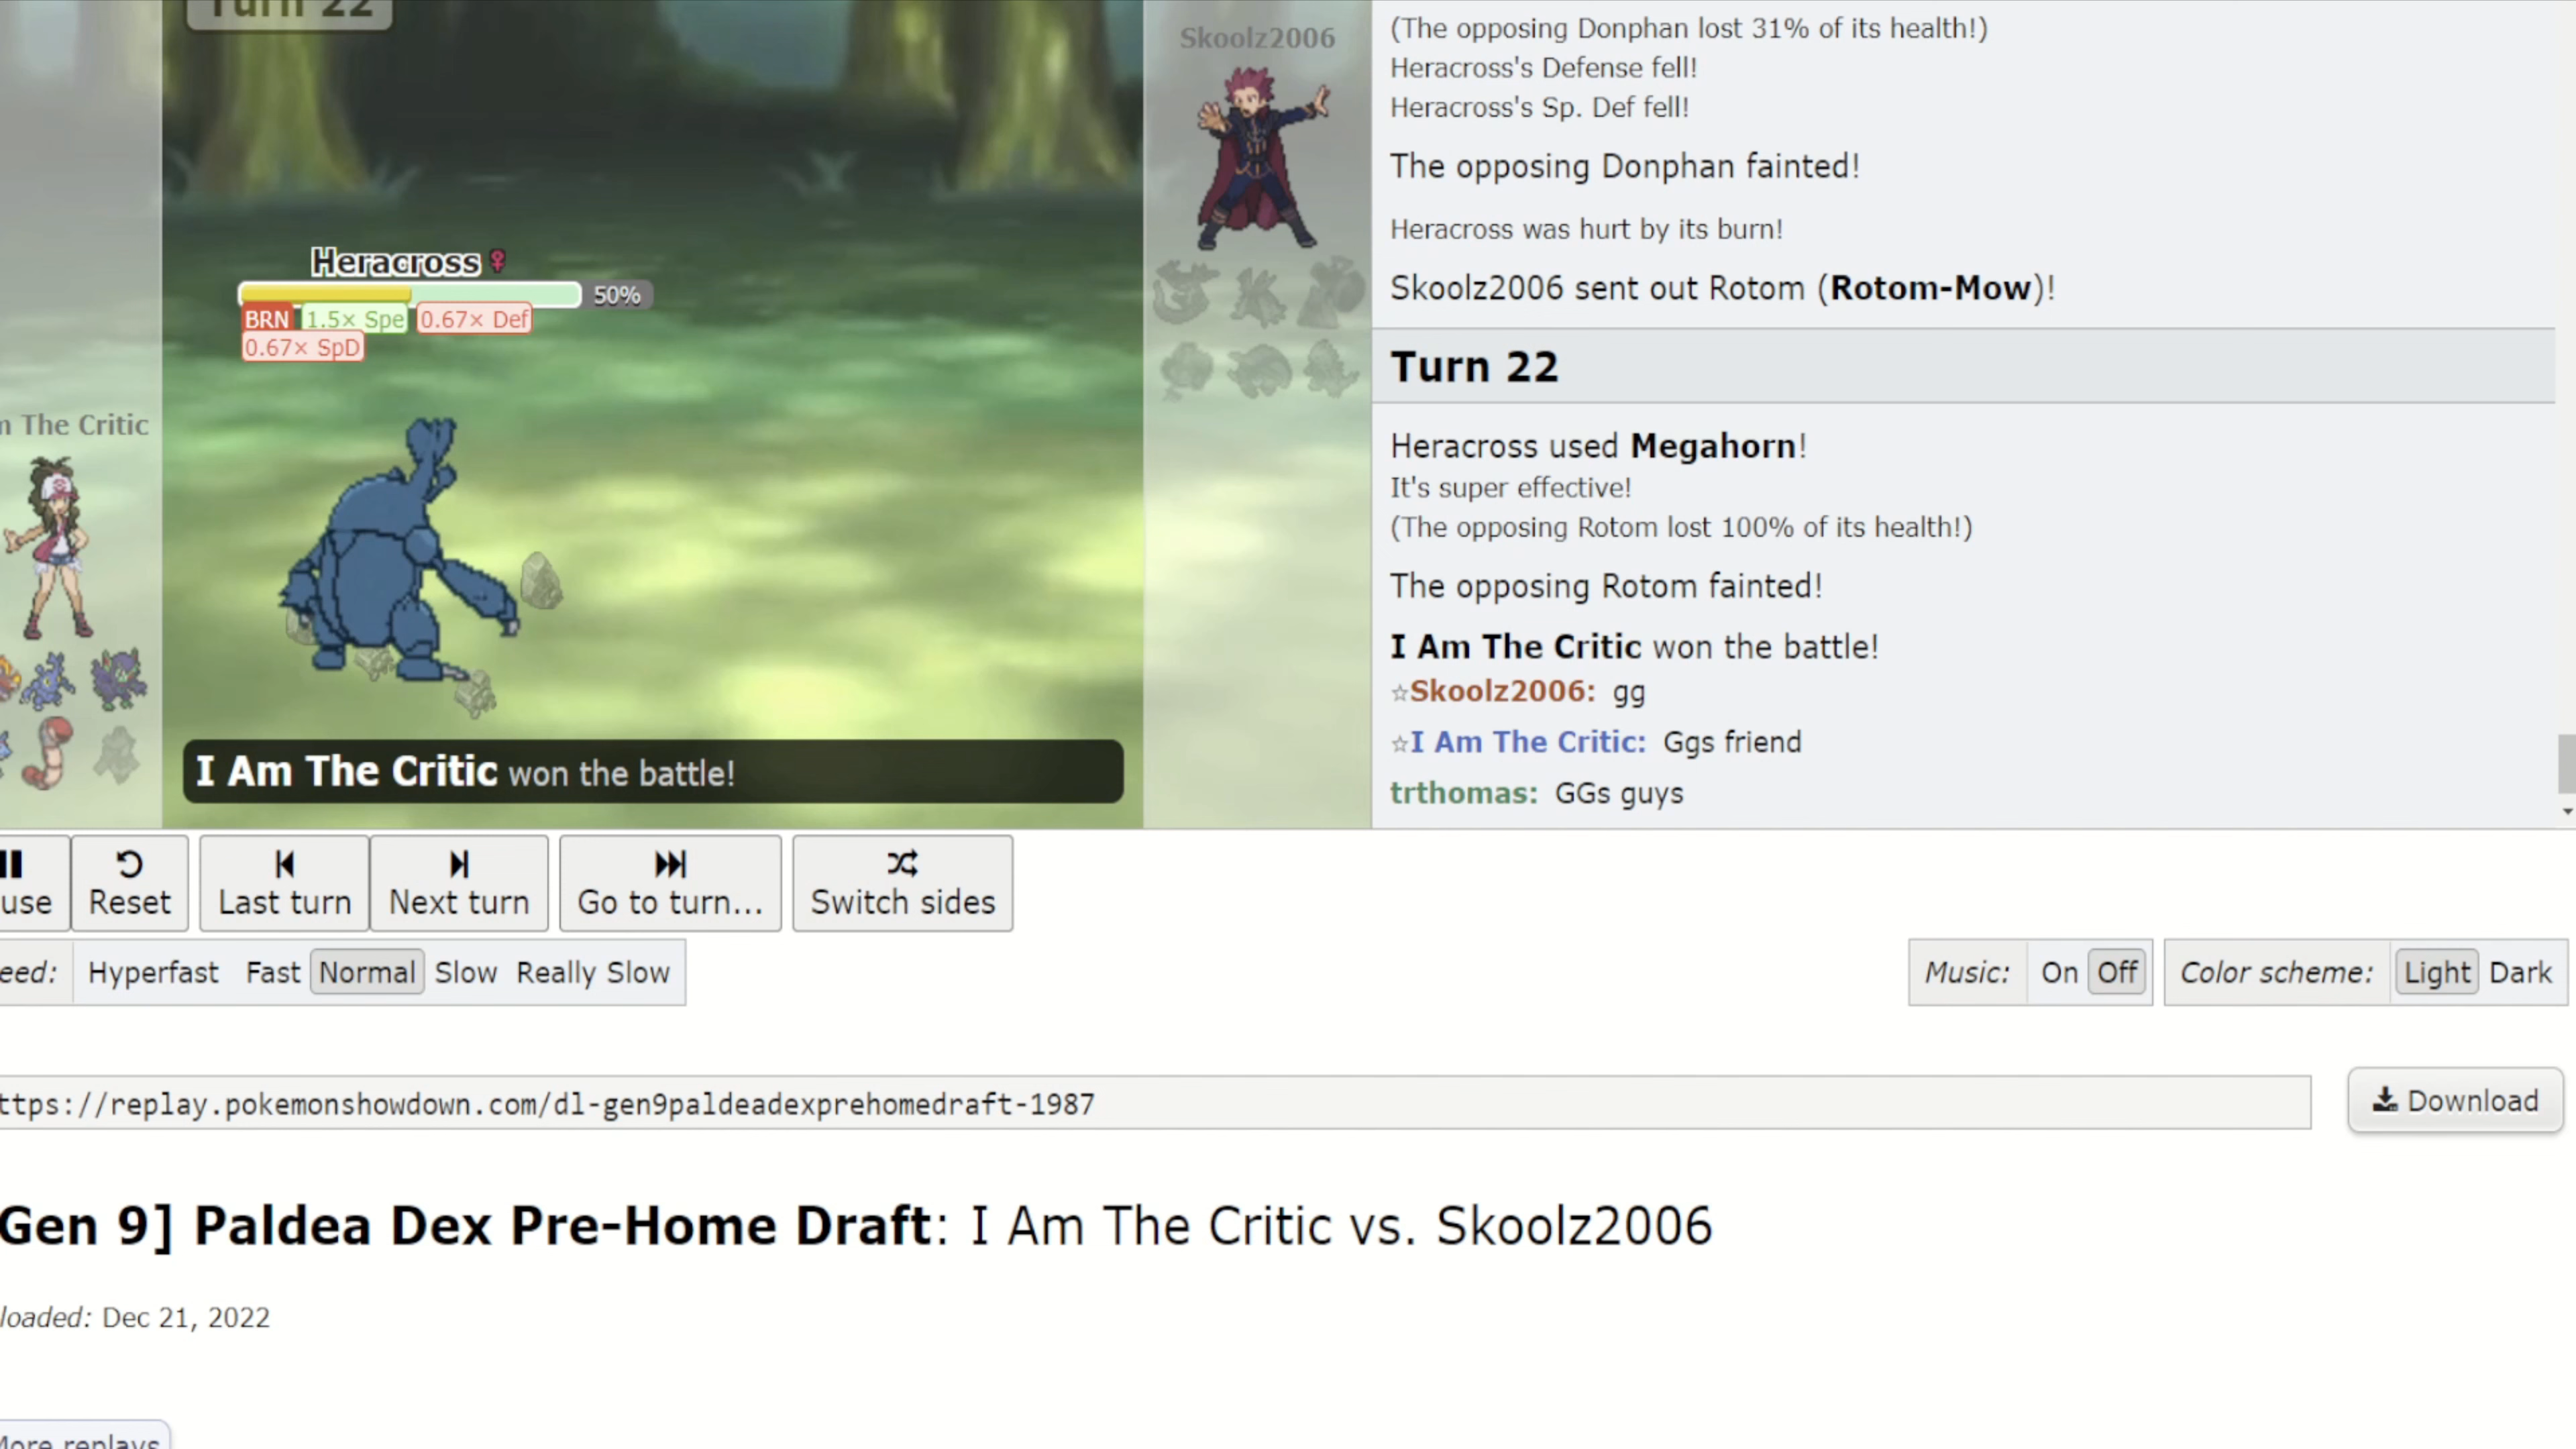 Turn 22
Skoolz2006
Heracross ♀
50%
BRN 1.5× Spe 0.67× Def
0.67× SpD
m The Critic
I Am The Critic won the battle!
(The opposing Donphan lost 31% of its health!)
Heracross's Defense fell!
Heracross's Sp. Def fell!
The opposing Donphan fainted!
Heracross was hurt by its burn!
Skoolz2006 sent out Rotom (Rotom-Mow)!
Turn 22
Heracross used Megahorn!
It's super effective!
(The opposing Rotom lost 100% of its health!)
The opposing Rotom fainted!
I Am The Critic won the battle!
☆Skoolz2006: gg
☆I Am The Critic: Ggs friend
trthomas: GGs guys
use
Reset
Last turn
Next turn
Go to turn...
Switch sides
eed: Hyperfast Fast Normal Slow Really Slow
Music: On Off
Color scheme: Light Dark
ttps://replay.pokemonshowdown.com/dl-gen9paldeadexprehomedraft-1987
Download
Gen 9] Paldea Dex Pre-Home Draft: I Am The Critic vs. Skoolz2006
loaded: Dec 21, 2022
More replays